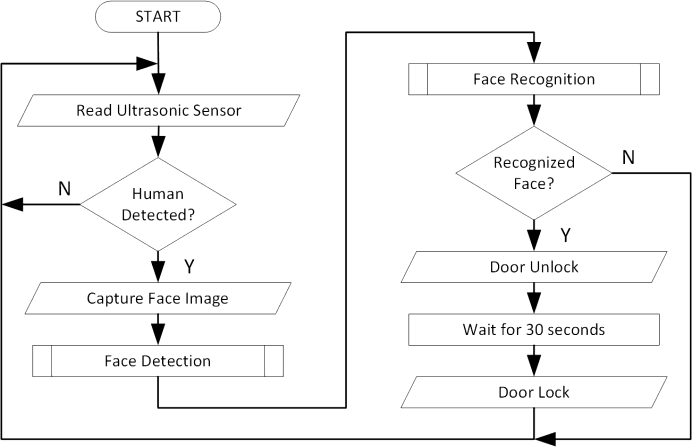 START
Read Ultrasonic Sensor
Human
Detected?
N
Y
Capture Face Image
Face Detection
Face Recognition
Recognized
Face?
N
Y
Door Unlock
Wait for 30 seconds
Door Lock